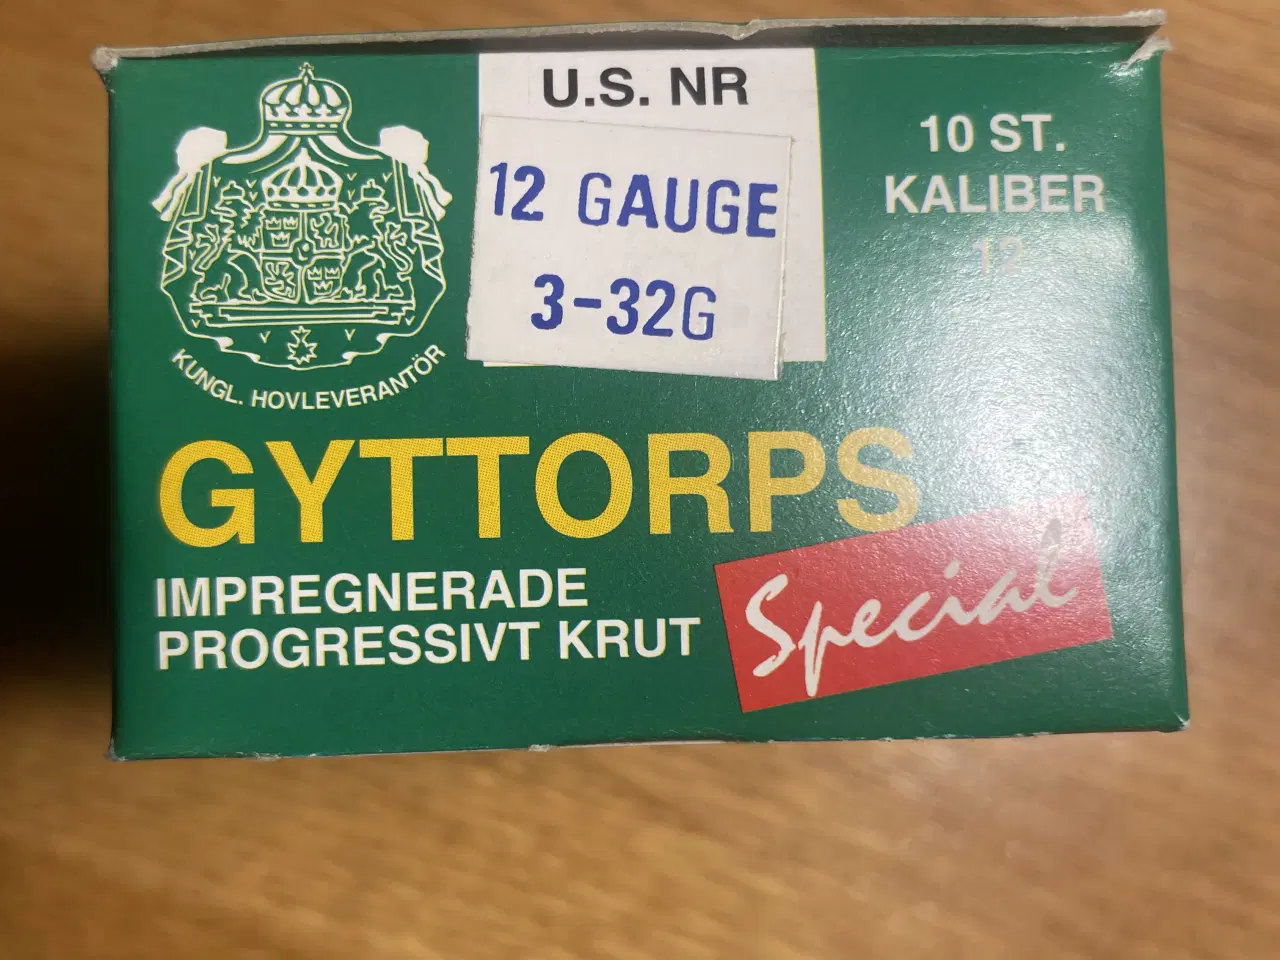 U.S. NR
12 GAUGE
3-32G
10 ST.
KALIBER
12
KUNGL. HOVLEVERANTÖR
GYTTORPS
IMPREGNERADE
PROGRESSIVT KRUT
Special